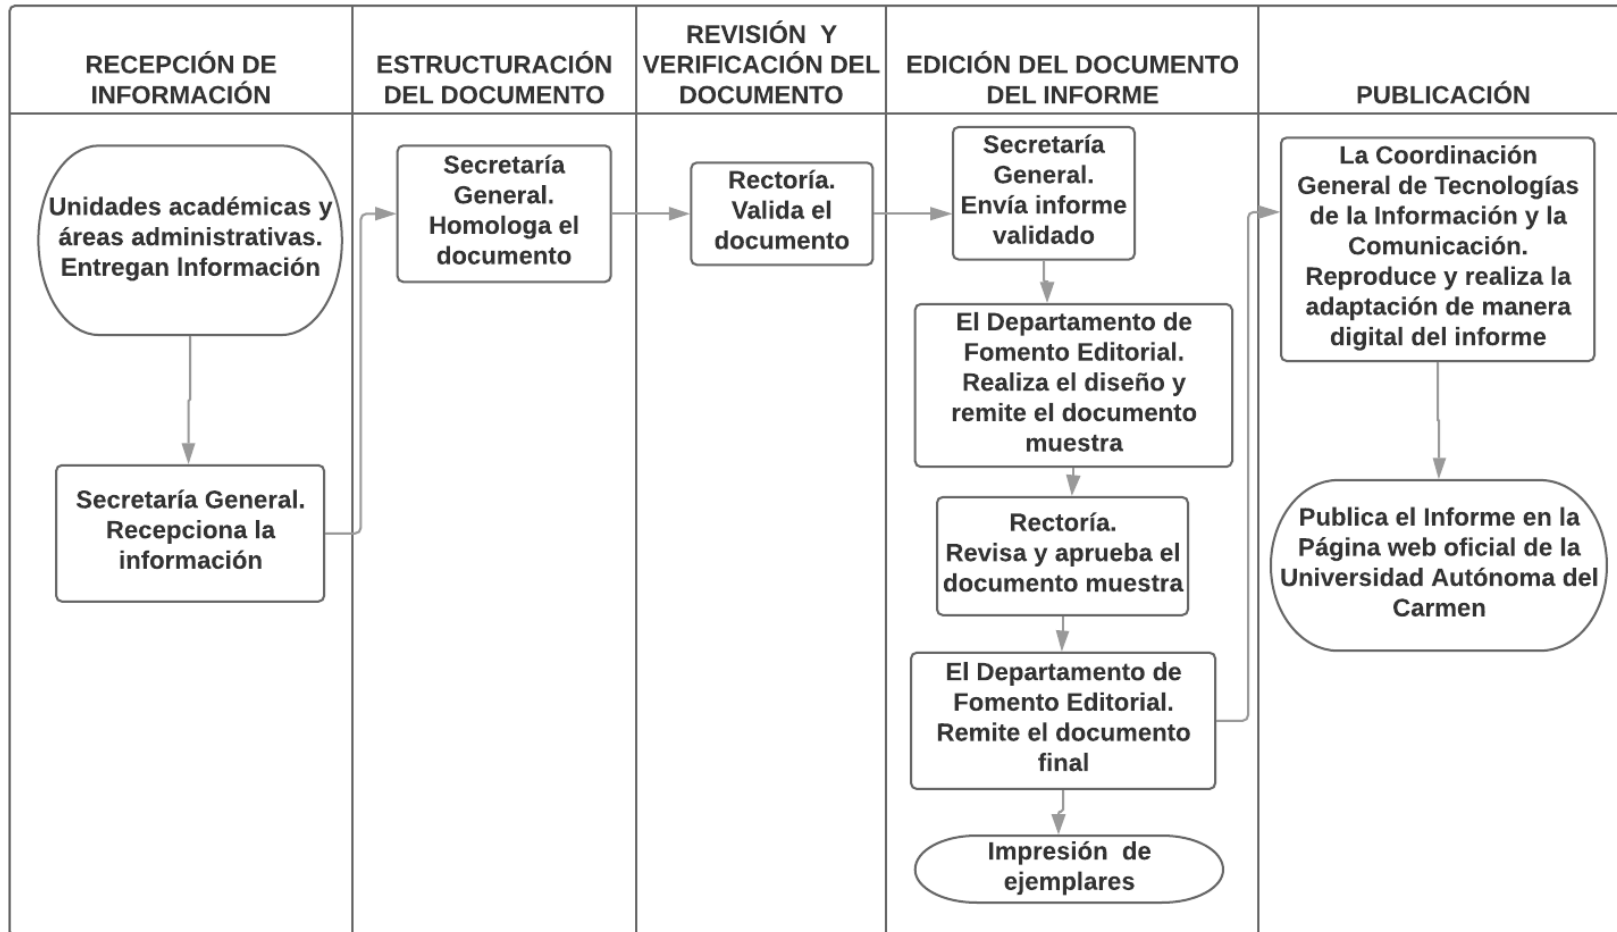 RECEPCIÓN DE
INFORMACIÓN
ESTRUCTURACIÓN
DEL DOCUMENTO
REVISIÓN Y
VERIFICACIÓN DEL
DOCUMENTO
EDICIÓN DEL DOCUMENTO
DEL INFORME
PUBLICACIÓN
Unidades académicas y
áreas administrativas.
Entregan Información
Secretaría General.
Recepciona la
información
Secretaría
General.
Homologa el
documento
Rectoría.
Valida el
documento
Secretaría
General.
Envía informe
validado
El Departamento de
Fomento Editorial.
Realiza el diseño y
remite el documento
muestra
Rectoría.
Revisa y aprueba el
documento muestra
El Departamento de
Fomento Editorial.
Remite el documento
final
Impresión de
ejemplares
La Coordinación
General de Tecnologías
de la Información y la
Comunicación.
Reproduce y realiza la
adaptación de manera
digital del informe
Publica el Informe en la
Página web oficial de la
Universidad Autónoma del
Carmen